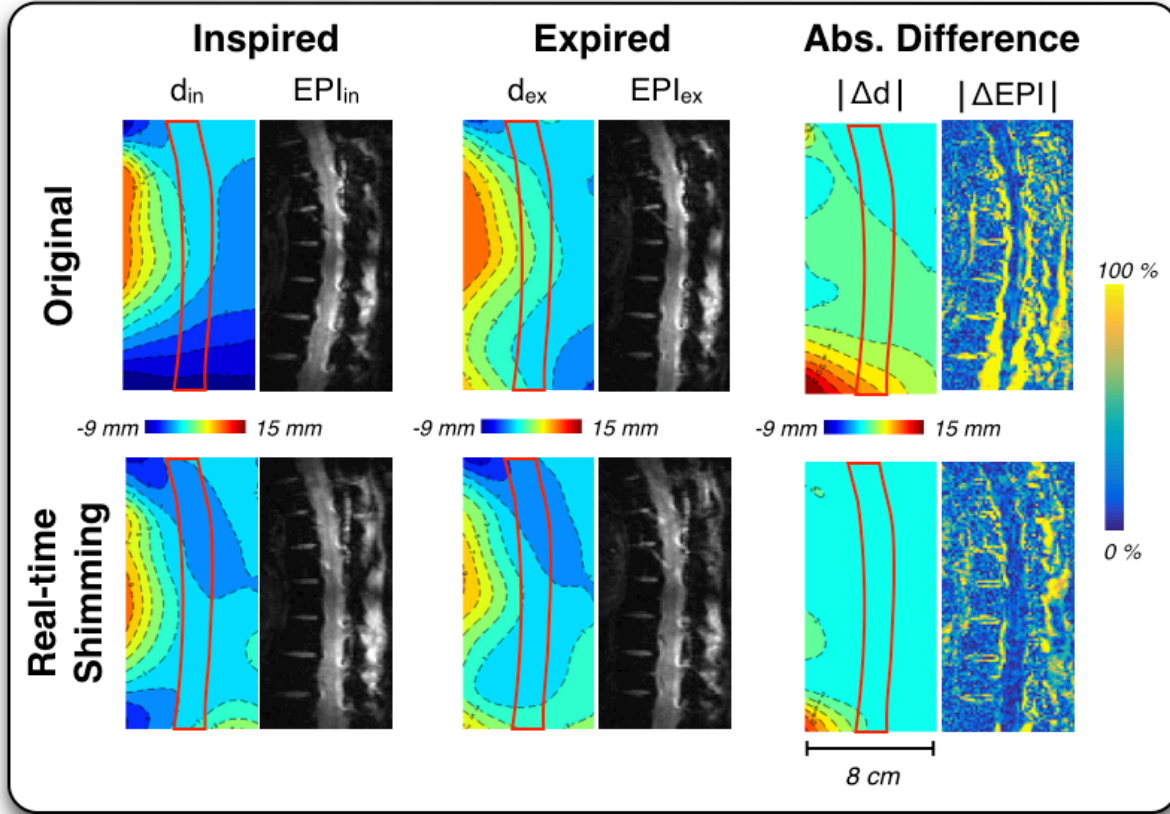 Inspired
Expired
Abs. Difference
dᵢₙ
EPIᵢₙ
dₑₓ
EPIₑₓ
|Δd|
|ΔEPI|
Original
100 %
0 %
-9 mm
15 mm
-9 mm
15 mm
-9 mm
15 mm
Real-time
Shimming
8 cm